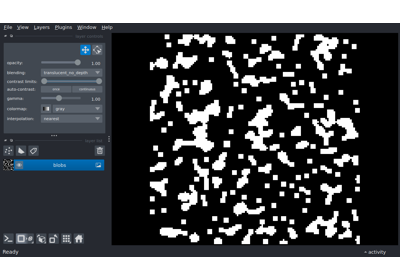 File View Layers Plugins Window Help
opacity: 1.00
blending: translucent_no_depth
contrast limits:
auto-contrast: once continuous
gamma: 1.00
colormap: gray
interpolation: nearest
blobs
Ready
activity